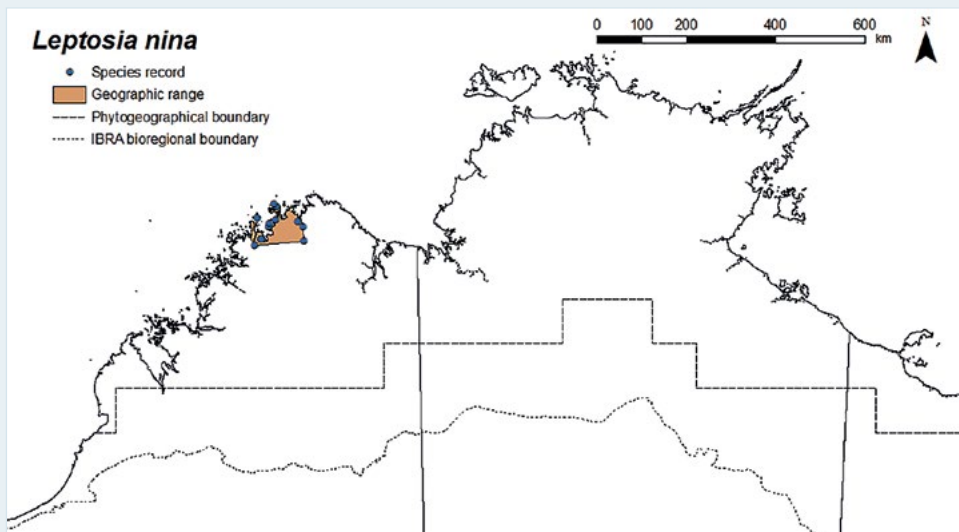 Leptosia nina
Species record
Geographic range
Phytogeographical boundary
IBRA bioregional boundary
0 100 200 400 600
km
N